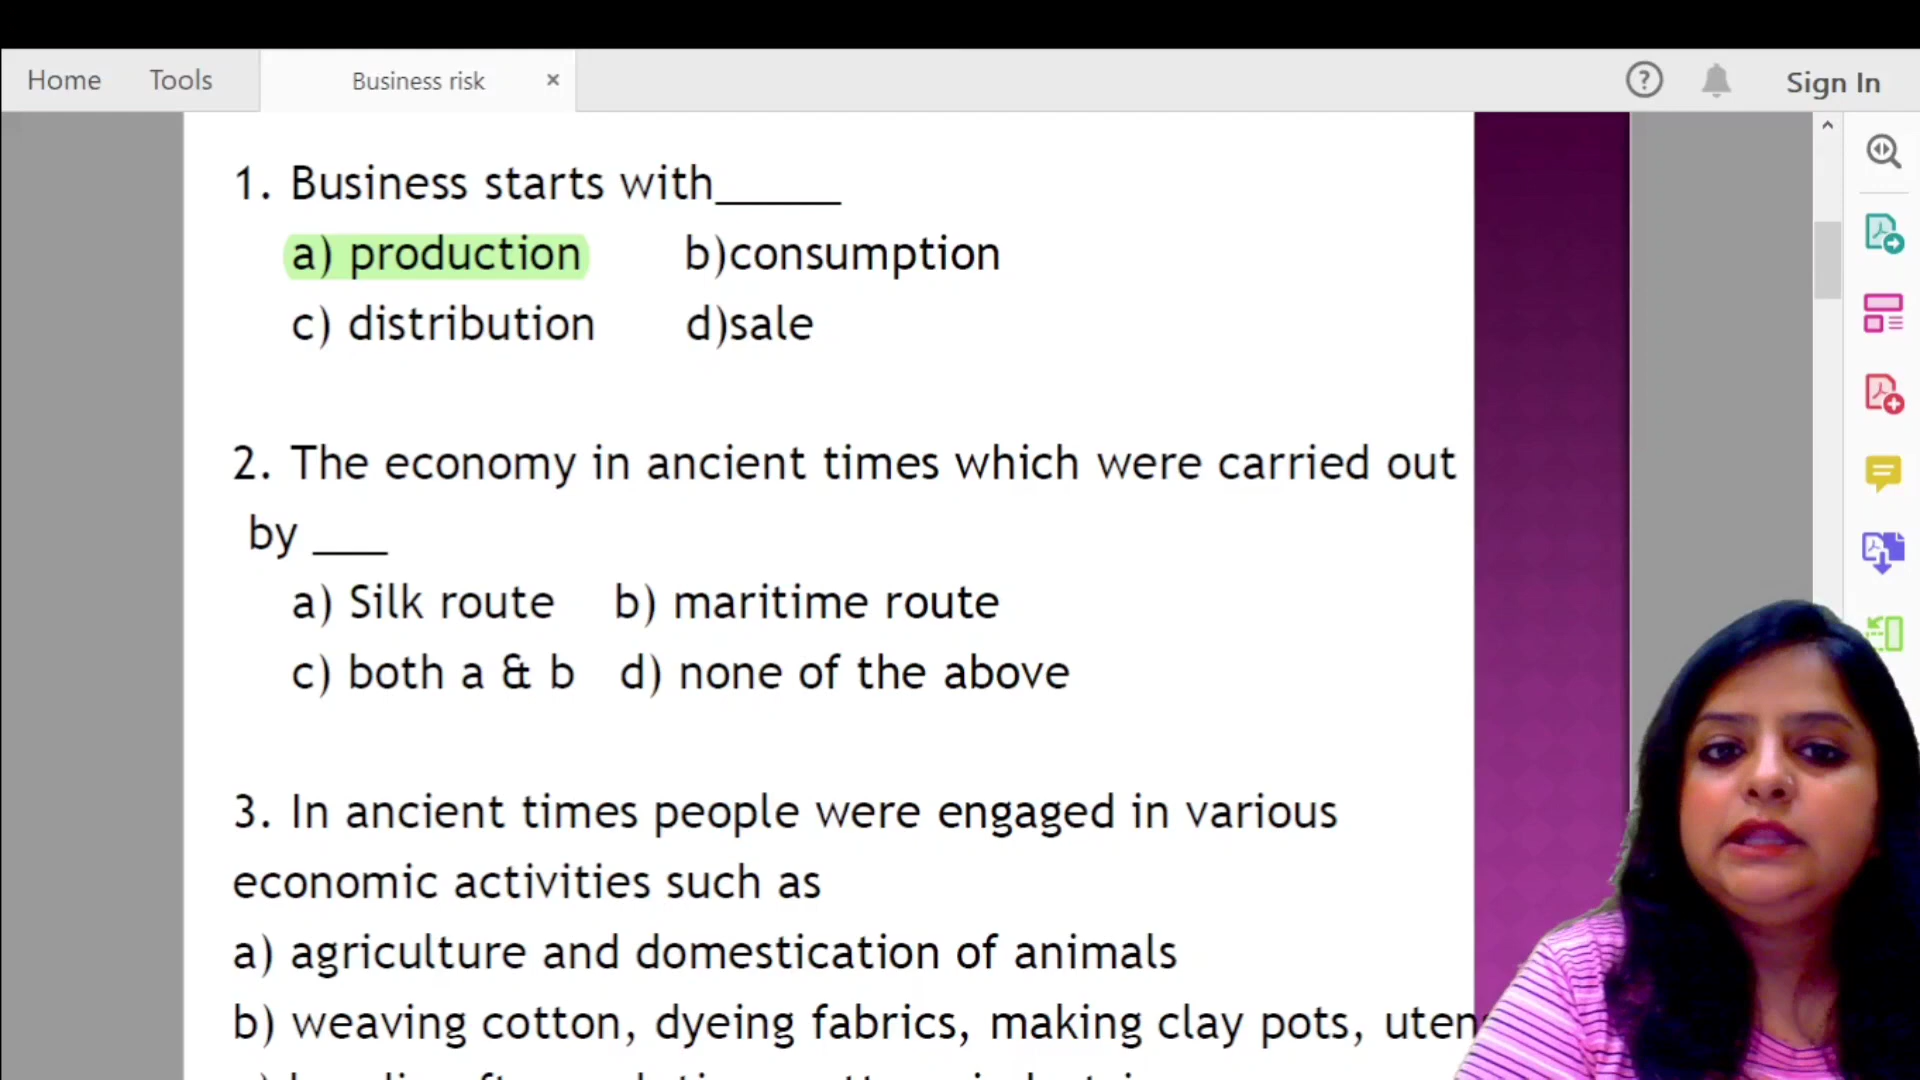 Home Tools Business risk × ? Sign In
1. Business starts with_____
a) production b)consumption
c) distribution d)sale
2. The economy in ancient times which were carried out
by ___
a) Silk route b) maritime route
c) both a & b d) none of the above
3. In ancient times people were engaged in various
economic activities such as
a) agriculture and domestication of animals
b) weaving cotton, dyeing fabrics, making clay pots, uten